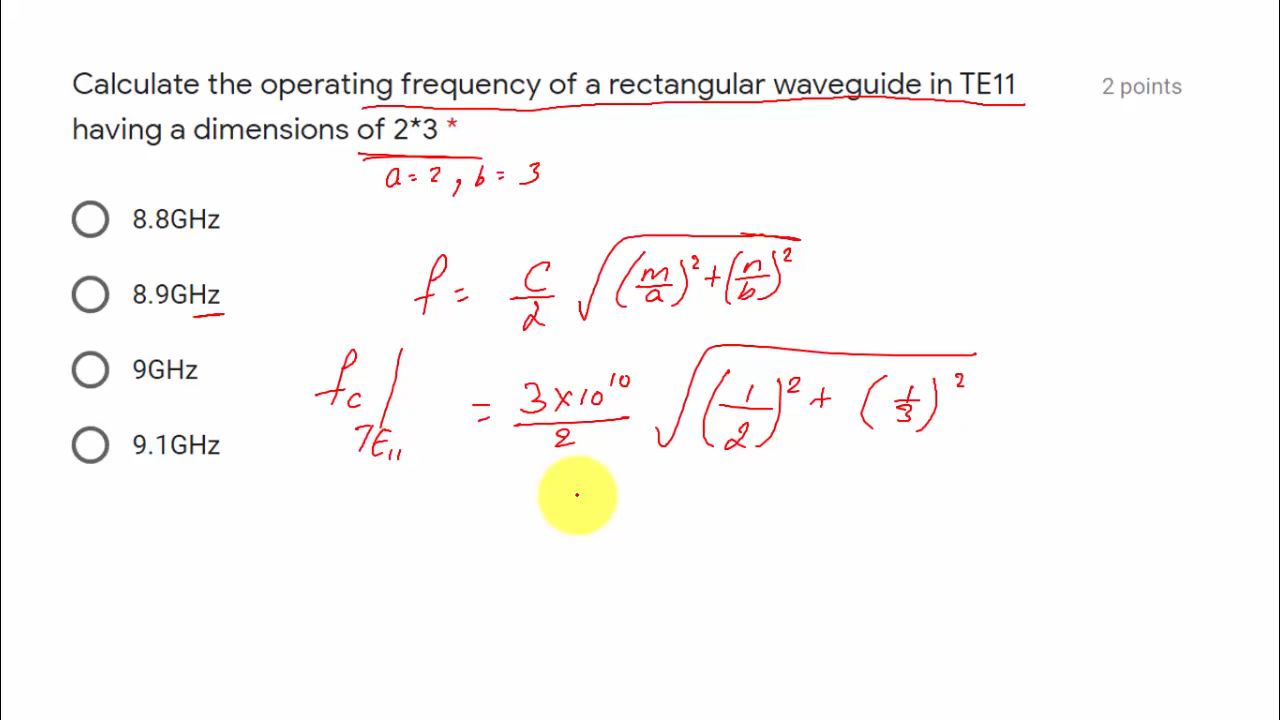 Calculate the operating frequency of a rectangular waveguide in TE11
2 points
having a dimensions of 2*3 *
a = 2 , b = 3
8.8GHz
f = C/2 √((m/a)² + (n/b)²)
8.9GHz
9GHz
fc | TE11 = 3 × 10¹⁰/2 √((1/2)² + (1/3)²)
9.1GHz